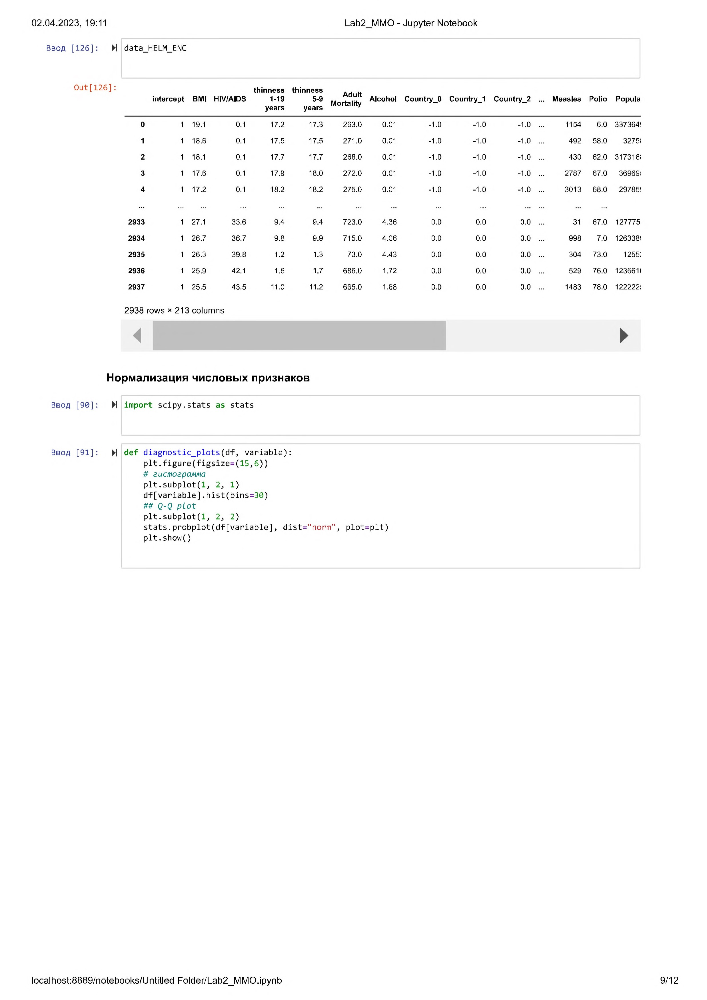 02.04.2023, 19:11 Lab2_MMO - Jupyter Notebook
Ввод [126]: data_HELM_ENC
Out[126]:
intercept BMI HIV/AIDS thinness 1-19 years thinness 5-9 years Adult Mortality Alcohol Country_0 Country_1 Country_2 ... Measles Polio Popula
0 1 19.1 0.1 17.2 17.3 263.0 0.01 -1.0 -1.0 -1.0 ... 1154 6.0 3373649
1 1 18.6 0.1 17.5 17.5 271.0 0.01 -1.0 -1.0 -1.0 ... 492 58.0 3275
2 1 18.1 0.1 17.7 17.7 268.0 0.01 -1.0 -1.0 -1.0 ... 430 62.0 317316
3 1 17.6 0.1 17.9 18.0 272.0 0.01 -1.0 -1.0 -1.0 ... 2787 67.0 36969
4 1 17.2 0.1 18.2 18.2 275.0 0.01 -1.0 -1.0 -1.0 ... 3013 68.0 29785
... ... ... ... ... ... ... ... ... ... ... ... ... ...
2933 1 27.1 33.6 9.4 9.4 723.0 4.36 0.0 0.0 0.0 ... 31 67.0 127775
2934 1 26.7 36.7 9.8 9.9 715.0 4.06 0.0 0.0 0.0 ... 998 7.0 126338
2935 1 26.3 39.8 1.2 1.3 73.0 4.43 0.0 0.0 0.0 ... 304 73.0 1255
2936 1 25.9 42.1 1.6 1.7 686.0 1.72 0.0 0.0 0.0 ... 529 76.0 123661
2937 1 25.5 43.5 11.0 11.2 665.0 1.68 0.0 0.0 0.0 ... 1483 78.0 122222
2938 rows × 213 columns
Нормализация числовых признаков
Ввод [90]: import scipy.stats as stats
Ввод [91]: def diagnostic_plots(df, variable):
plt.figure(figsize=(15,6))
# гистограмма
plt.subplot(1, 2, 1)
df[variable].hist(bins=30)
## Q-Q plot
plt.subplot(1, 2, 2)
stats.probplot(df[variable], dist="norm", plot=plt)
plt.show()
localhost:8889/notebooks/Untitled Folder/Lab2_MMO.ipynb 9/12